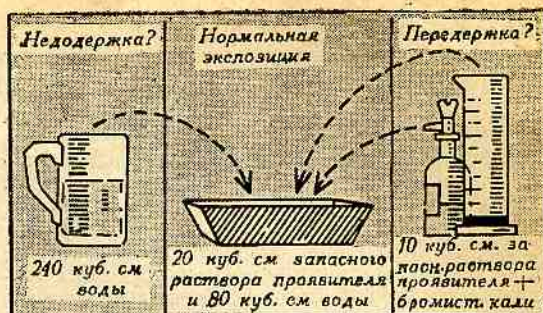 Недодержка?
Нормальная
экспозиция
Передержка?
240 куб. см
воды
20 куб. см запасного
раствора проявителя
и 80 куб. см воды
10 куб. см. за
пасн. раствора
проявителя +
бромист. кали